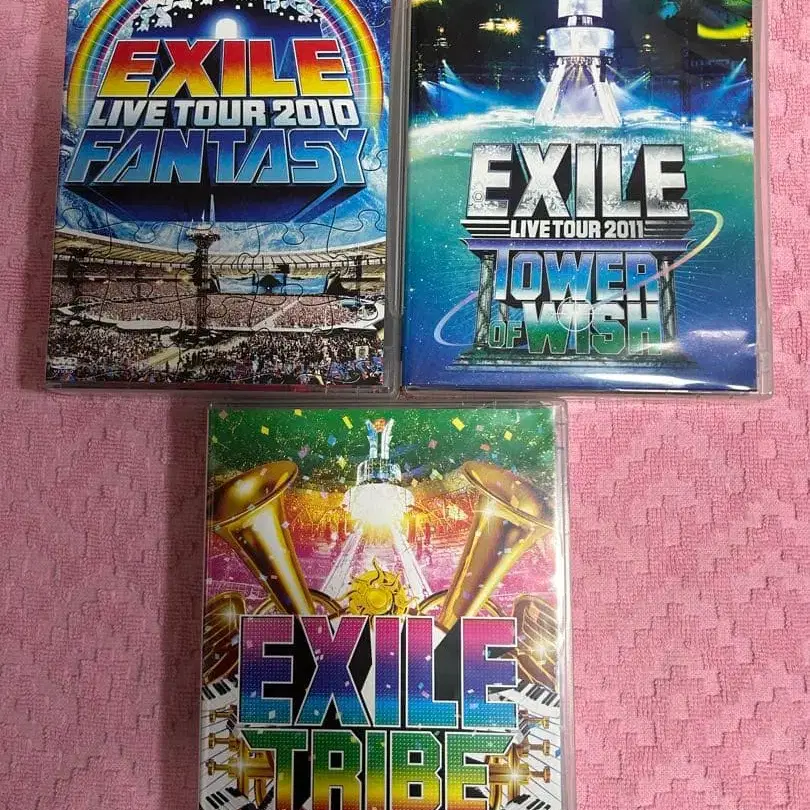 EXILE
LIVE TOUR 2010
FANTASY
EXILE
LIVE TOUR 2011
TOWER
OF WISH
EXILE
TRIBE